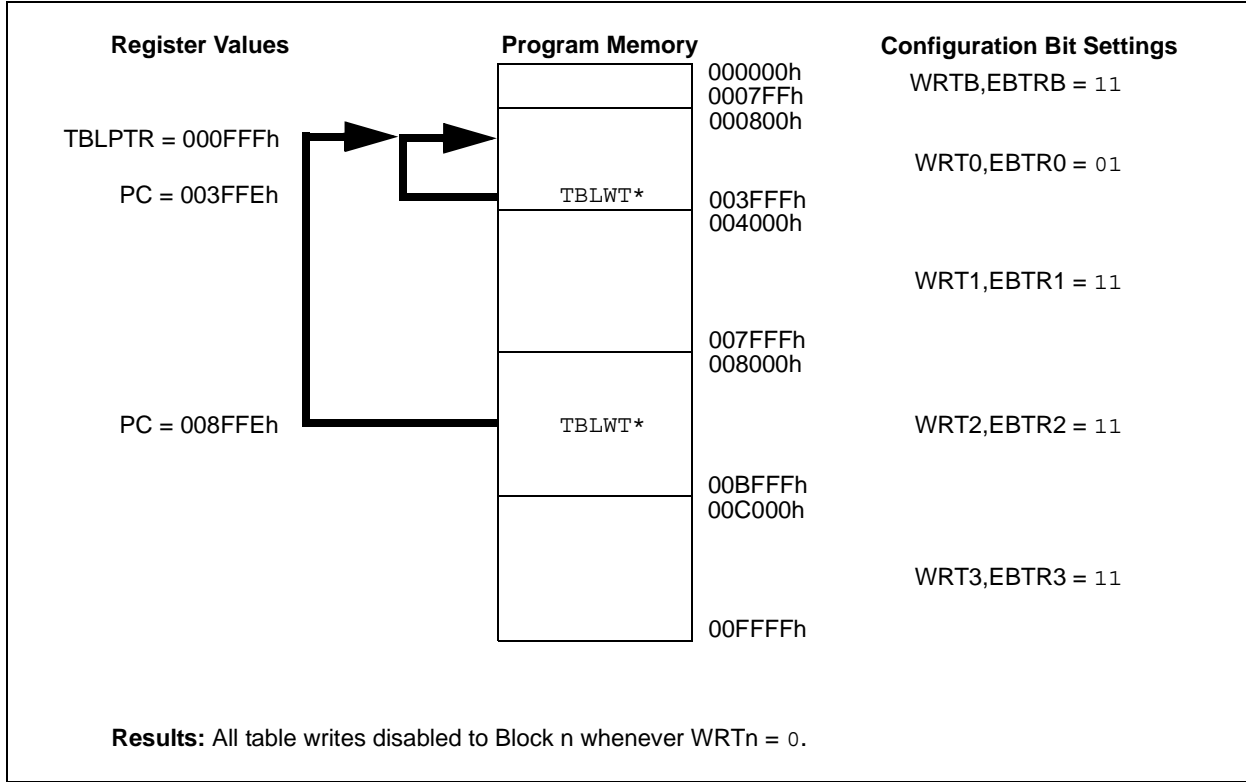 Register Values
Program Memory
Configuration Bit Settings
000000h
WRTB,EBTRB = 11
0007FFh
000800h
TBLPTR = 000FFFh
WRT0,EBTR0 = 01
PC = 003FFEh
TBLWT*
003FFFh
004000h
WRT1,EBTR1 = 11
007FFFh
008000h
PC = 008FFEh
TBLWT*
WRT2,EBTR2 = 11
00BFFFh
00C000h
WRT3,EBTR3 = 11
00FFFFh
Results: All table writes disabled to Block n whenever WRTn = 0.